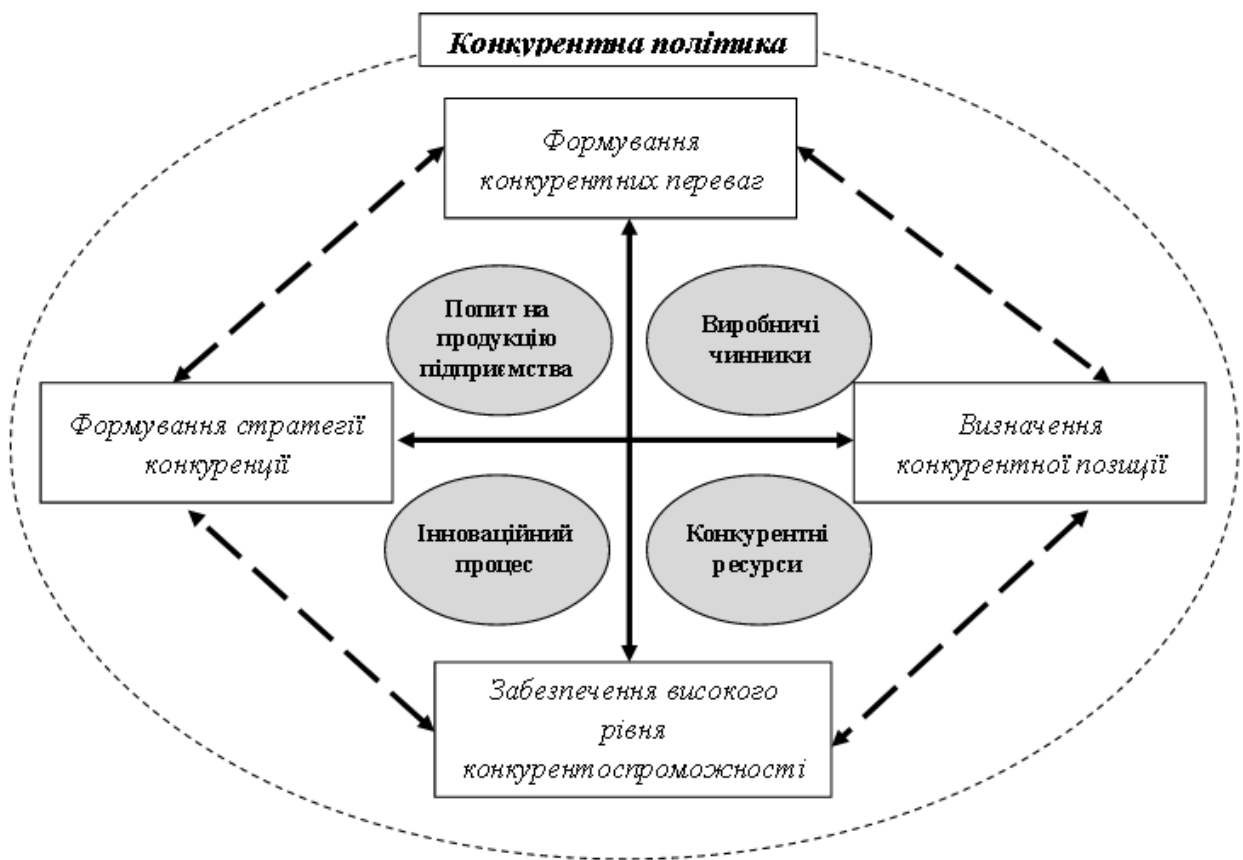 Конкурентна політика
Формування
конкурентних переваг
Попит на
продукцію
підприємства
Виробничі
чинники
Формування стратегії
конкуренції
Визначення
конкурентної позиції
Інноваційний
процес
Конкурентні
ресурси
Забезпечення високого
рівня
конкурентоспроможності